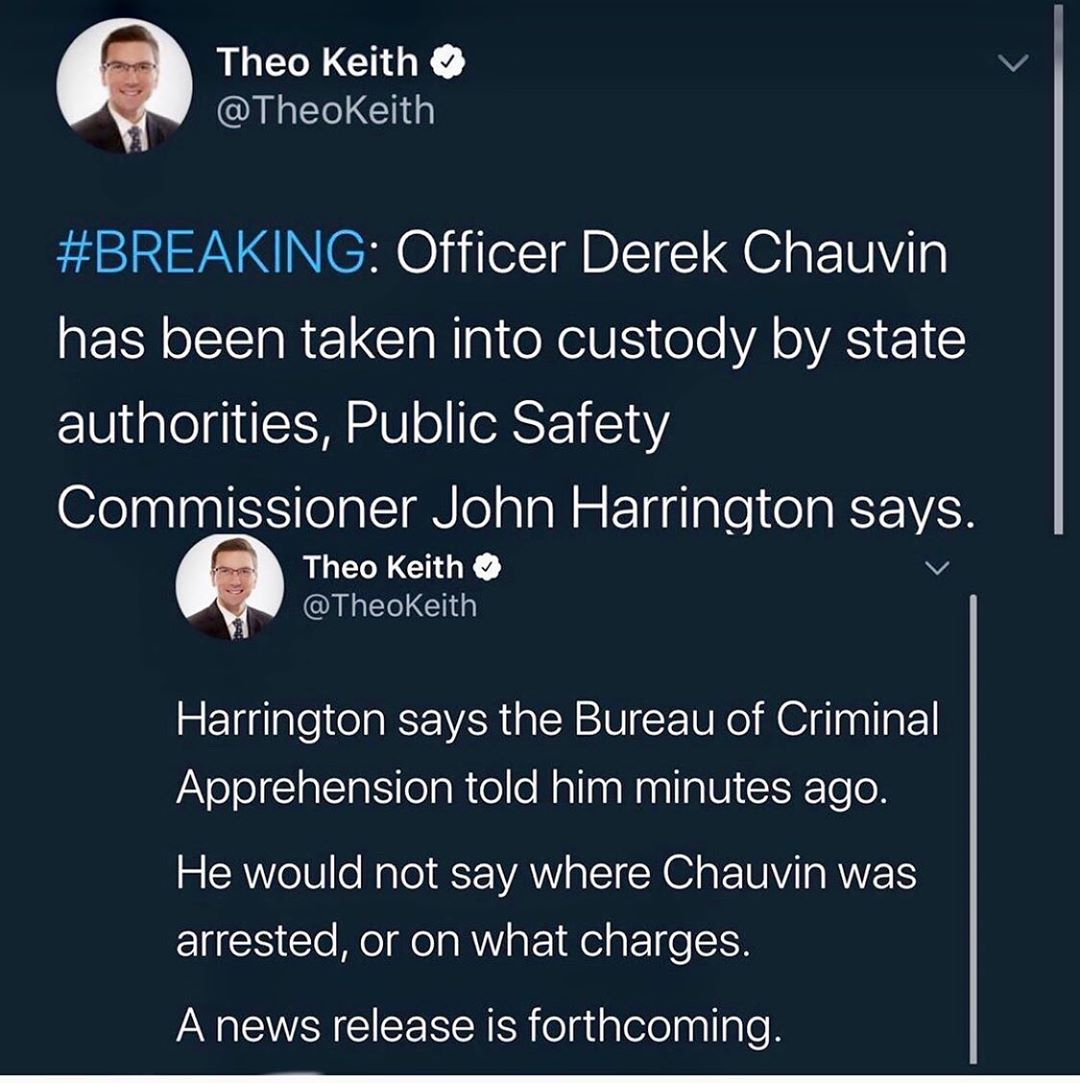 Theo Keith
@TheoKeith
#BREAKING: Officer Derek Chauvin
has been taken into custody by state
authorities, Public Safety
Commissioner John Harrington says.
Theo Keith
@TheoKeith
Harrington says the Bureau of Criminal
Apprehension told him minutes ago.
He would not say where Chauvin was
arrested, or on what charges.
A news release is forthcoming.